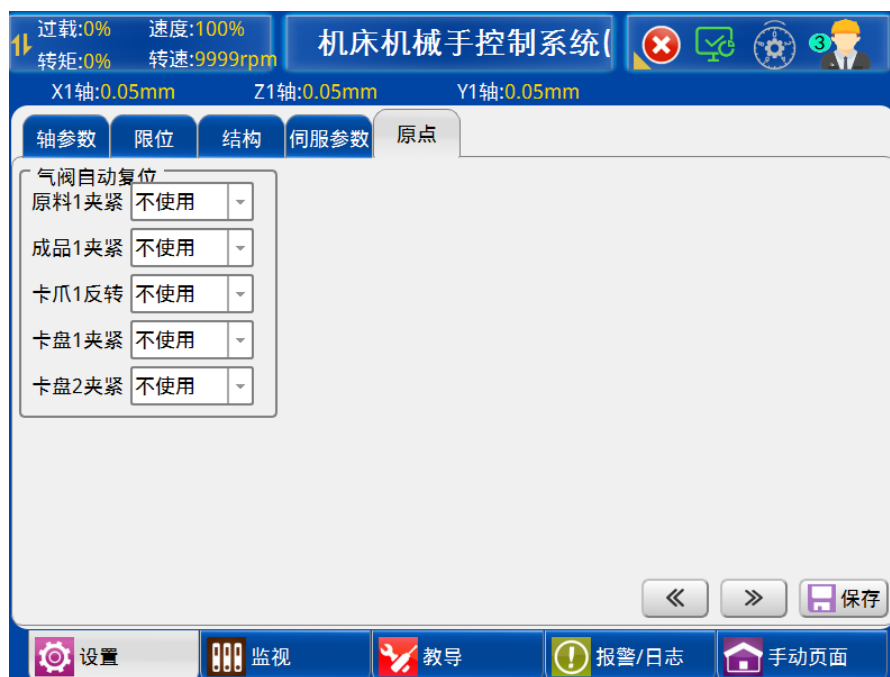 过载:0% 速度:100%
转矩:0% 转速:9999rpm
机床机械手控制系统(
3
X1轴:0.05mm Z1轴:0.05mm Y1轴:0.05mm
轴参数 限位 结构 伺服参数 原点
气阀自动复位
原料1夹紧 不使用
成品1夹紧 不使用
卡爪1反转 不使用
卡盘1夹紧 不使用
卡盘2夹紧 不使用
保存
设置 监视 教导 报警/日志 手动页面